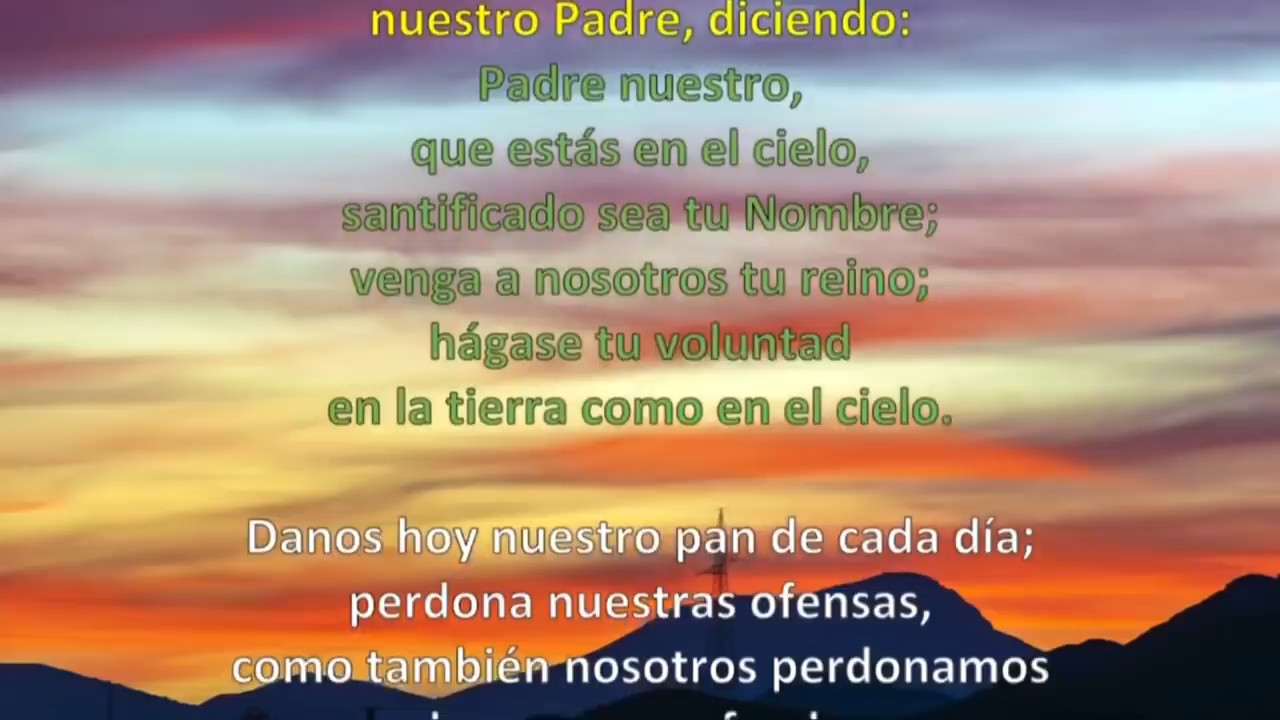 nuestro Padre, diciendo:
Padre nuestro,
que estás en el cielo,
santificado sea tu Nombre;
venga a nosotros tu reino;
hágase tu voluntad
en la tierra como en el cielo.
Danos hoy nuestro pan de cada día;
perdona nuestras ofensas,
como también nosotros perdonamos